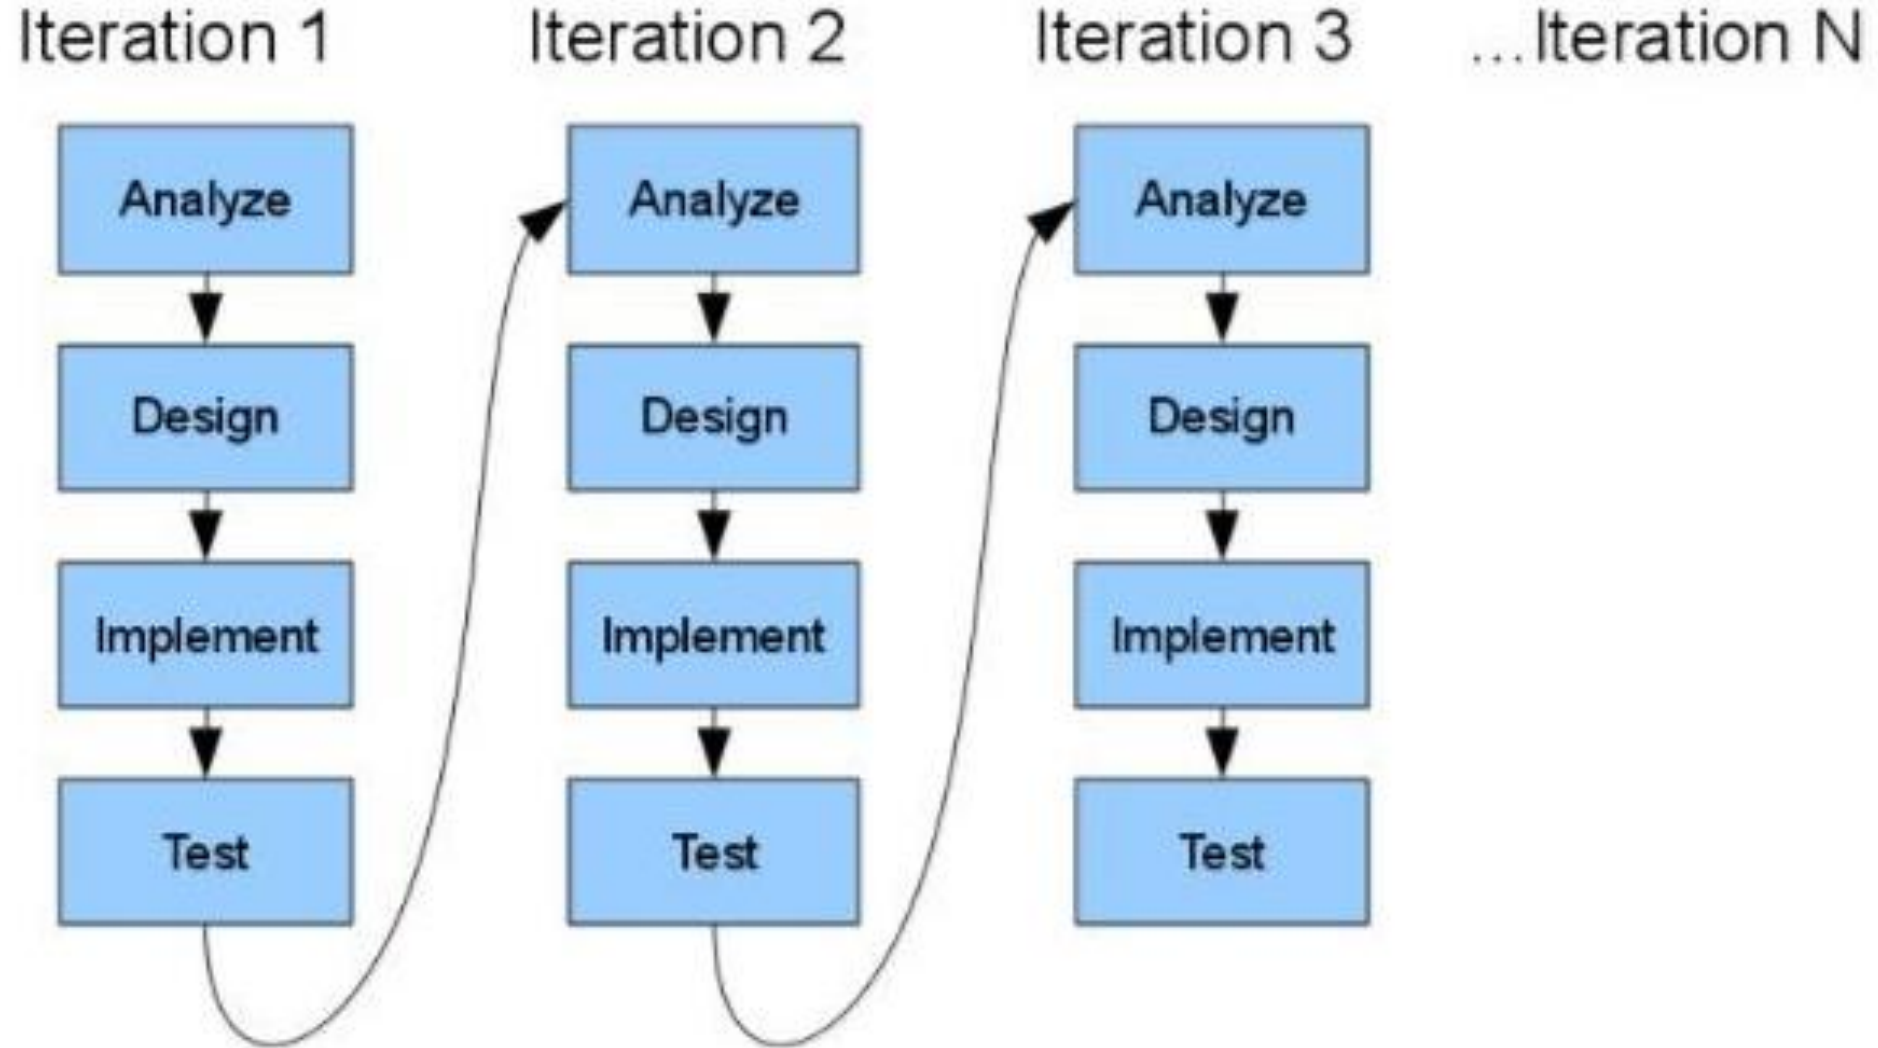 Iteration 1
Iteration 2
Iteration 3
...Iteration N
Analyze
Analyze
Analyze
Design
Design
Design
Implement
Implement
Implement
Test
Test
Test